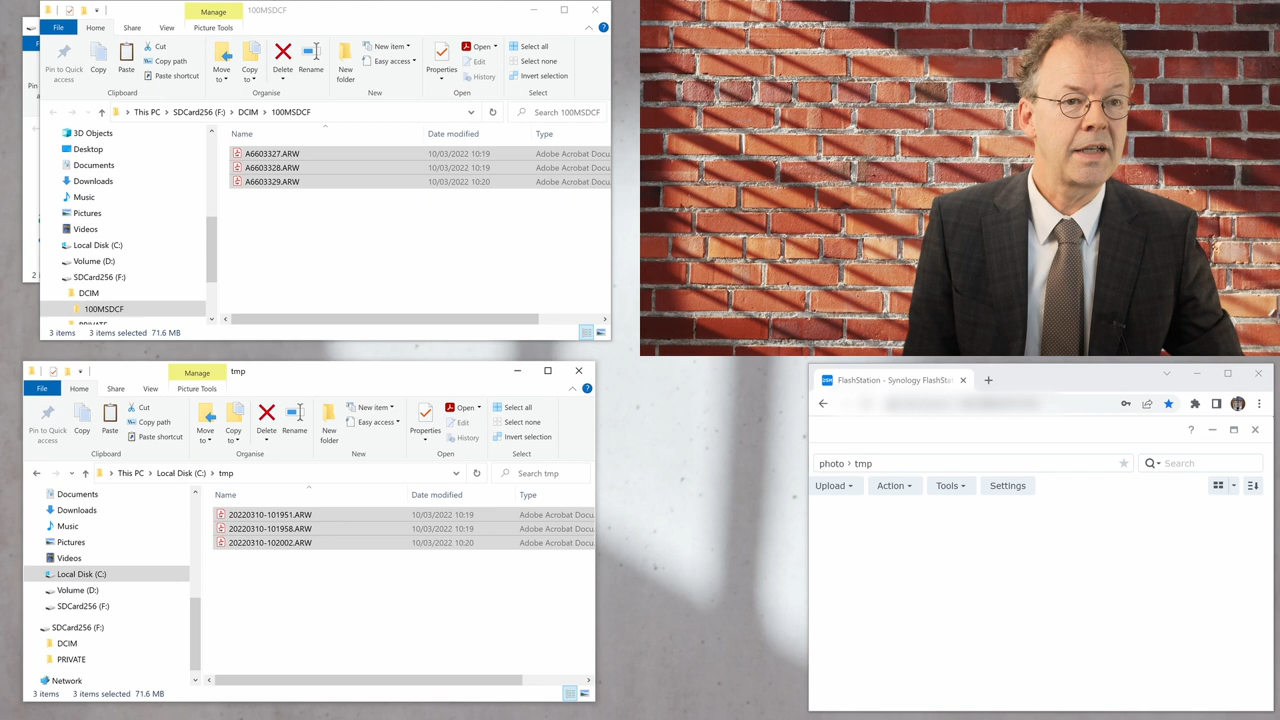 Manage
100MSDCF
File
Home
Share
View
Picture Tools
Pin to Quick access
Copy
Paste
Cut
Copy path
Paste shortcut
Move to
Copy to
Delete
Rename
New folder
New item
Easy access
Properties
Open
Edit
History
Select all
Select none
Invert selection
Clipboard
Organise
New
Open
Select
This PC
SDCard256 (F:)
DCIM
100MSDCF
Search 100MSDCF
3D Objects
Desktop
Documents
Downloads
Music
Pictures
Videos
Local Disk (C:)
Volume (D:)
SDCard256 (F:)
DCIM
100MSDCF
Name
Date modified
Type
A6603327.ARW
10/03/2022 10:19
Adobe Acrobat Docu
A6603328.ARW
10/03/2022 10:19
Adobe Acrobat Docu
A6603329.ARW
10/03/2022 10:20
Adobe Acrobat Docu
3 items
3 items selected 71.6 MB
Manage
tmp
File
Home
Share
View
Picture Tools
Pin to Quick access
Copy
Paste
Cut
Copy path
Paste shortcut
Move to
Copy to
Delete
Rename
New folder
New item
Easy access
Properties
Open
Edit
History
Select all
Select none
Invert selection
Clipboard
Organise
New
Open
Select
This PC
Local Disk (C:)
tmp
Search tmp
Documents
Downloads
Music
Pictures
Videos
Local Disk (C:)
Volume (D:)
SDCard256 (F:)
SDCard256 (F:)
DCIM
PRIVATE
Network
Name
Date modified
Type
20220310-101951.ARW
10/03/2022 10:19
Adobe Acrobat Docu
20220310-101958.ARW
10/03/2022 10:19
Adobe Acrobat Docu
20220310-102002.ARW
10/03/2022 10:20
Adobe Acrobat Docu
3 items
3 items selected 71.6 MB
FlashStation - Synology FlashSta
photo
tmp
Search
Upload
Action
Tools
Settings